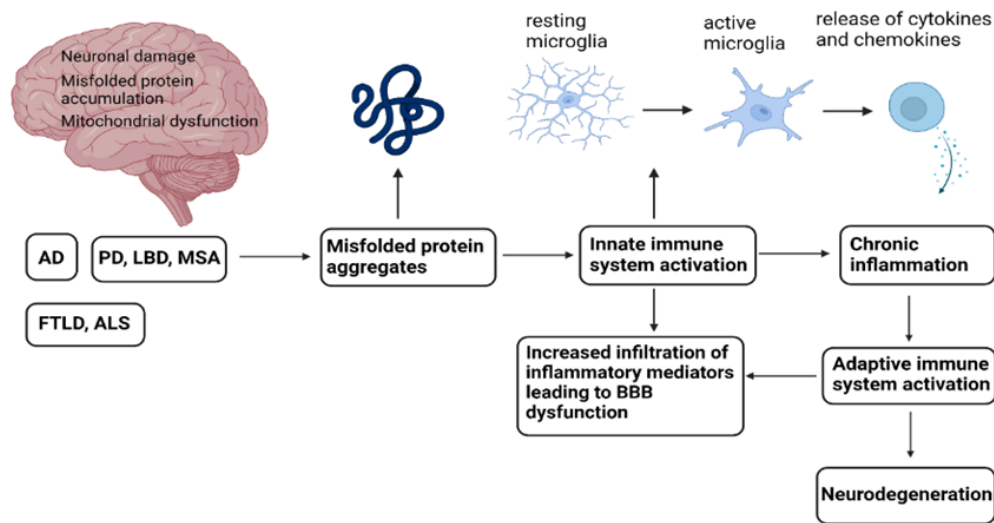 Neuronal damage
Misfolded protein
accumulation
Mitochondrial dysfunction
resting
microglia
active
microglia
release of cytokines
and chemokines
AD
PD, LBD, MSA
FTLD, ALS
Misfolded protein
aggregates
Innate immune
system activation
Chronic
inflammation
Increased infiltration of
inflammatory mediators
leading to BBB
dysfunction
Adaptive immune
system activation
Neurodegeneration